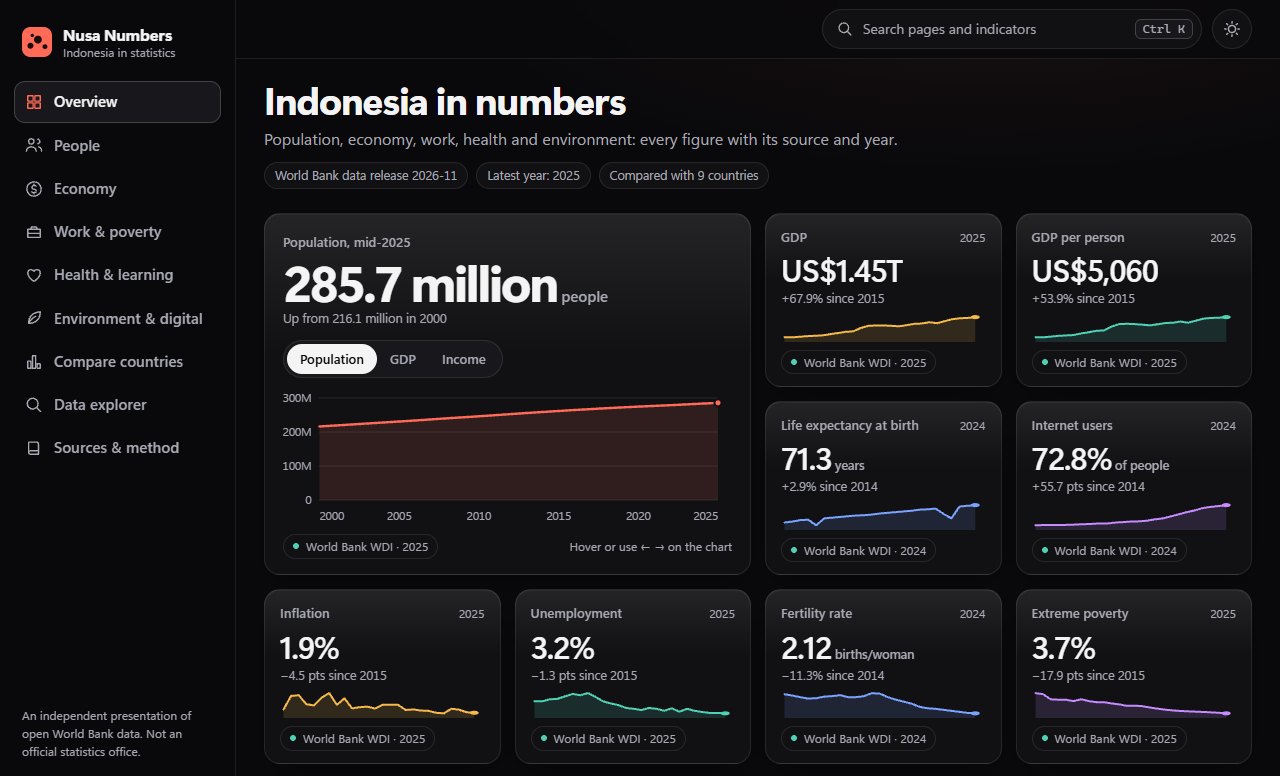 Nusa Numbers
Indonesia in statistics
Search pages and indicators
Ctrl K
Overview
People
Economy
Work & poverty
Health & learning
Environment & digital
Compare countries
Data explorer
Sources & method
An independent presentation of
open World Bank data. Not an
official statistics office.
Indonesia in numbers
Population, economy, work, health and environment: every figure with its source and year.
World Bank data release 2026-11
Latest year: 2025
Compared with 9 countries
Population, mid-2025
285.7 million people
Up from 216.1 million in 2000
Population
GDP
Income
300M
200M
100M
0
2000 2005 2010 2015 2020 2025
World Bank WDI · 2025
Hover or use ← → on the chart
GDP 2025
US$1.45T
+67.9% since 2015
World Bank WDI · 2025
GDP per person 2025
US$5,060
+53.9% since 2015
World Bank WDI · 2025
Life expectancy at birth 2024
71.3 years
+2.9% since 2014
World Bank WDI · 2024
Internet users 2024
72.8% of people
+55.7 pts since 2014
World Bank WDI · 2024
Inflation 2025
1.9%
−4.5 pts since 2015
World Bank WDI · 2025
Unemployment 2025
3.2%
−1.3 pts since 2015
World Bank WDI · 2025
Fertility rate 2024
2.12 births/woman
−11.3% since 2014
World Bank WDI · 2024
Extreme poverty 2025
3.7%
−17.9 pts since 2015
World Bank WDI · 2025